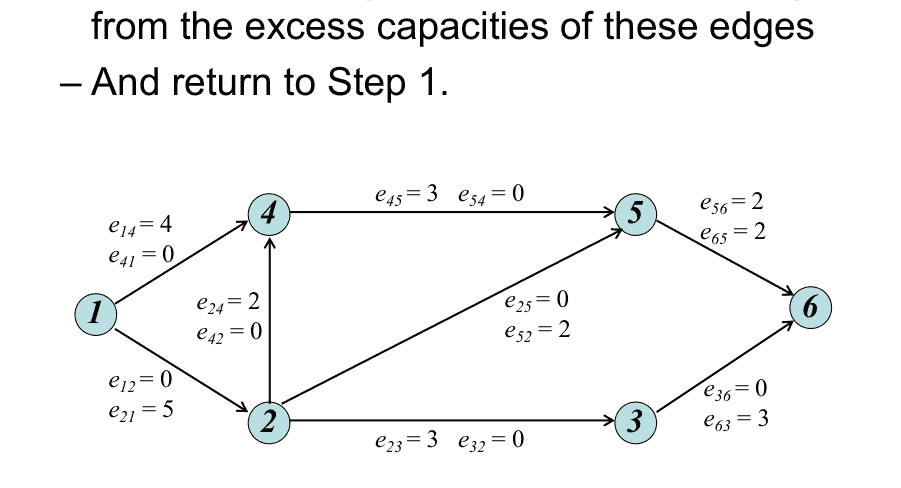 from the excess capacities of these edges
– And return to Step 1.
e45 = 3 e54 = 0
e56 = 2
e65 = 2
e14 = 4
e41 = 0
4
5
e24 = 2
e42 = 0
e25 = 0
e52 = 2
1
6
e12 = 0
e21 = 5
e36 = 0
e63 = 3
2
3
e23 = 3 e32 = 0